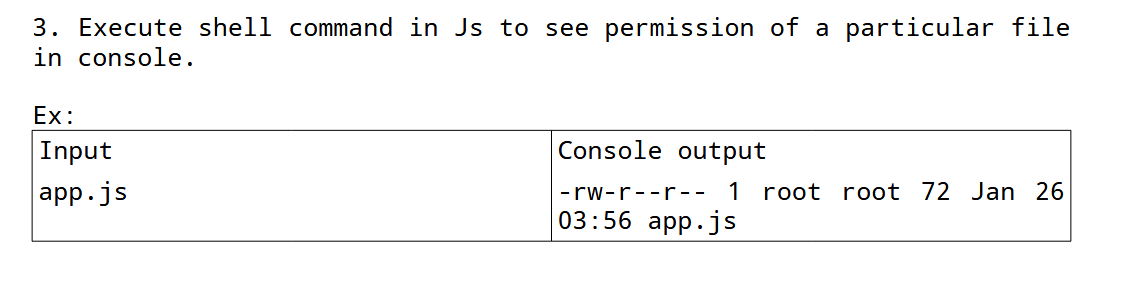 3. Execute shell command in Js to see permission of a particular file
in console.
Ex:
Input
Console output
app.js
-rw-r--r-- 1 root root 72 Jan 26
03:56 app.js